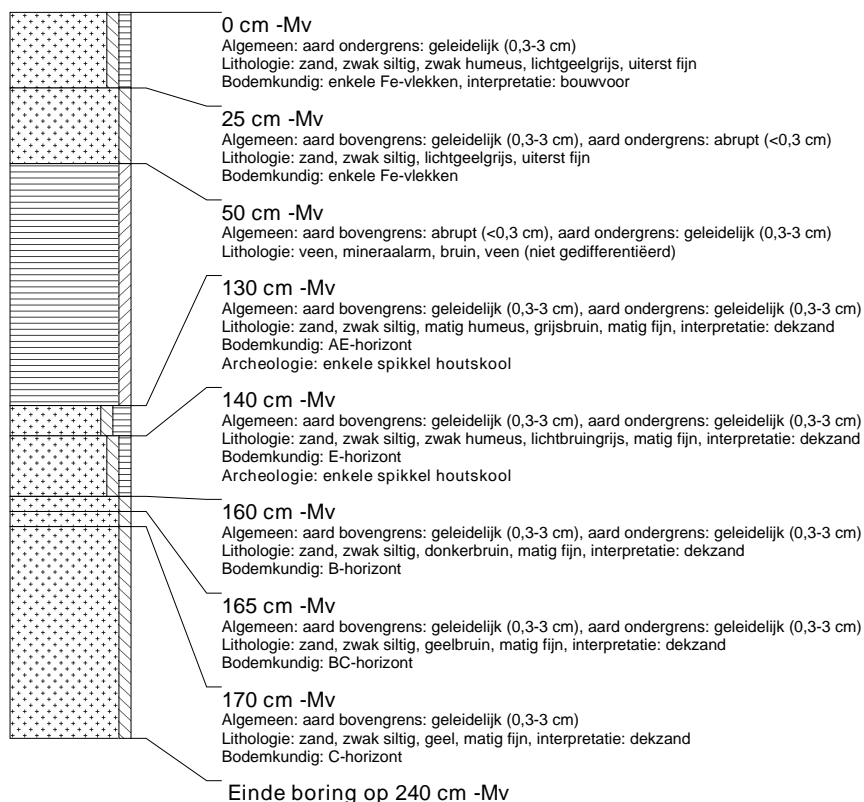 0 cm -Mv
Algemeen: aard ondergrens: geleidelijk (0,3-3 cm)
Lithologie: zand, zwak siltig, zwak humeus, lichtgeelgrijs, uiterst fijn
Bodemkundig: enkele Fe-vlekken, interpretatie: bouwvoor
25 cm -Mv
Algemeen: aard bovengrens: geleidelijk (0,3-3 cm), aard ondergrens: abrupt (<0,3 cm)
Lithologie: zand, zwak siltig, lichtgeelgrijs, uiterst fijn
Bodemkundig: enkele Fe-vlekken
50 cm -Mv
Algemeen: aard bovengrens: abrupt (<0,3 cm), aard ondergrens: geleidelijk (0,3-3 cm)
Lithologie: veen, mineraalarm, bruin, veen (niet gedifferentiëerd)
130 cm -Mv
Algemeen: aard bovengrens: geleidelijk (0,3-3 cm), aard ondergrens: geleidelijk (0,3-3 cm)
Lithologie: zand, zwak siltig, matig humeus, grijsbruin, matig fijn, interpretatie: dekzand
Bodemkundig: AE-horizont
Archeologie: enkele spikkel houtskool
140 cm -Mv
Algemeen: aard bovengrens: geleidelijk (0,3-3 cm), aard ondergrens: geleidelijk (0,3-3 cm)
Lithologie: zand, zwak siltig, zwak humeus, lichtbruingrijs, matig fijn, interpretatie: dekzand
Bodemkundig: E-horizont
Archeologie: enkele spikkel houtskool
160 cm -Mv
Algemeen: aard bovengrens: geleidelijk (0,3-3 cm), aard ondergrens: geleidelijk (0,3-3 cm)
Lithologie: zand, zwak siltig, donkerbruin, matig fijn, interpretatie: dekzand
Bodemkundig: B-horizont
165 cm -Mv
Algemeen: aard bovengrens: geleidelijk (0,3-3 cm), aard ondergrens: geleidelijk (0,3-3 cm)
Lithologie: zand, zwak siltig, geelbruin, matig fijn, interpretatie: dekzand
Bodemkundig: BC-horizont
170 cm -Mv
Algemeen: aard bovengrens: geleidelijk (0,3-3 cm)
Lithologie: zand, zwak siltig, geel, matig fijn, interpretatie: dekzand
Bodemkundig: C-horizont
Einde boring op 240 cm -Mv